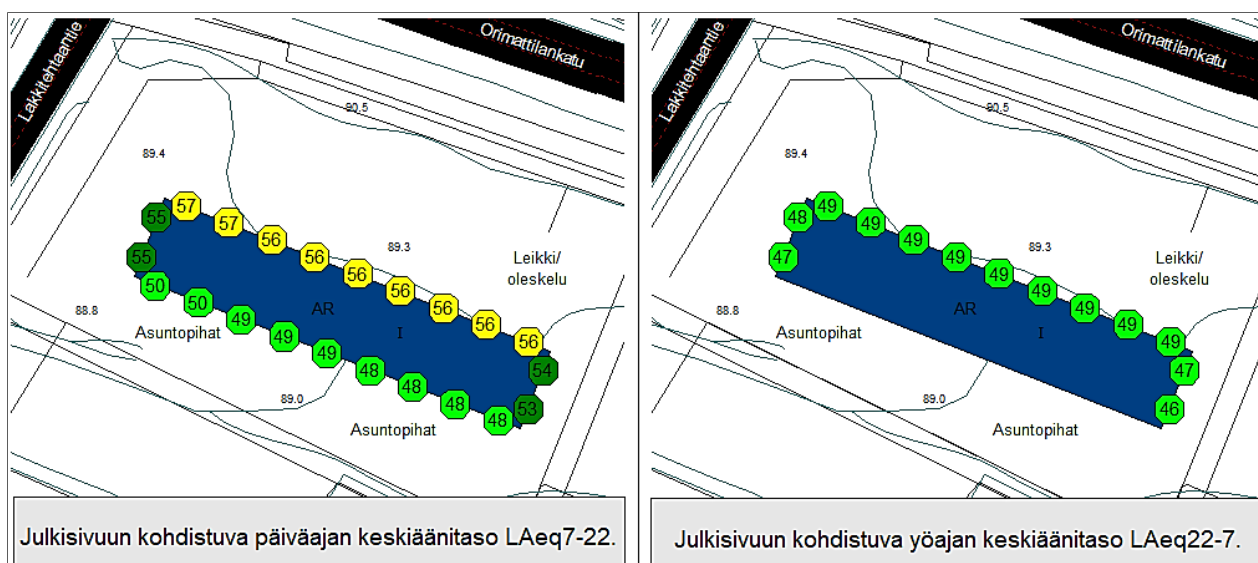 Lakkitehtaantie
Orimattilankatu
90.5
89.4
57
55
57
56
89.3
56
55
56
Leikki/
oleskelu
50
56
50
56
49
AR
56
88.8
Asuntopihat
49
I
56
49
54
48
48
89.0
48
53
Asuntopihat
48
Julkisivuun kohdistuva päiväajan keskiäänitaso LAeq7-22.
Lakkitehtaantie
Orimattilankatu
90.5
89.4
49
48
49
49
89.3
49
47
49
Leikki/
oleskelu
49
49
88.8
AR
49
Asuntopihat
I
49
47
89.0
46
Asuntopihat
Julkisivuun kohdistuva yöajan keskiäänitaso LAeq22-7.